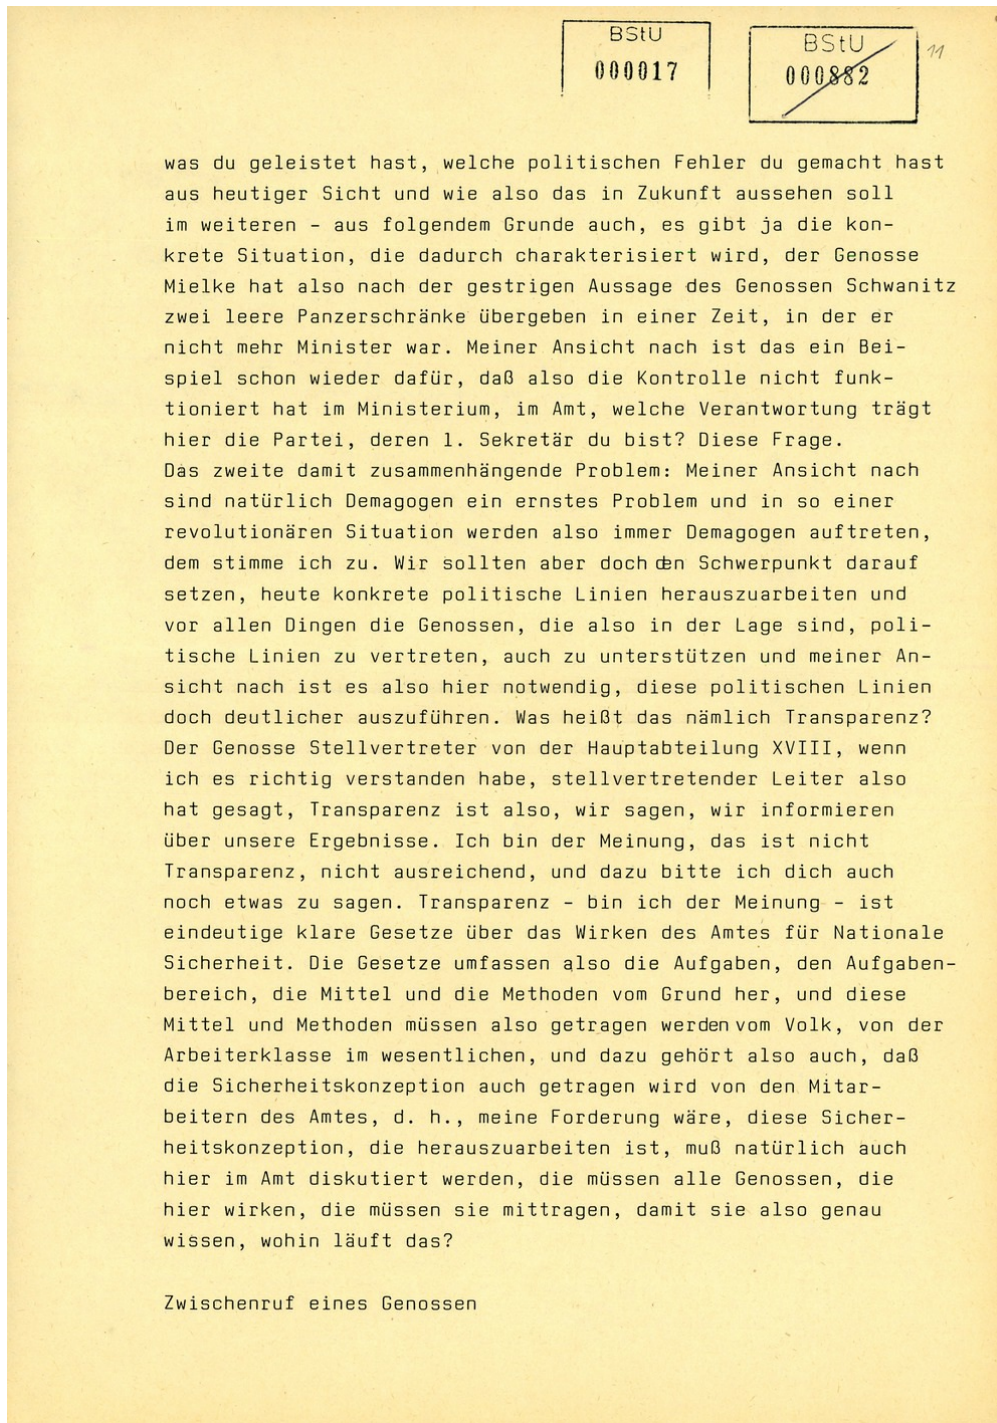 BStU
000017
BStU
000882
11
was du geleistet hast, welche politischen Fehler du gemacht hast
aus heutiger Sicht und wie also das in Zukunft aussehen soll
im weiteren - aus folgendem Grunde auch, es gibt ja die kon-
krete Situation, die dadurch charakterisiert wird, der Genosse
Mielke hat also nach der gestrigen Aussage des Genossen Schwanitz
zwei leere Panzerschränke übergeben in einer Zeit, in der er
nicht mehr Minister war. Meiner Ansicht nach ist das ein Bei-
spiel schon wieder dafür, daß also die Kontrolle nicht funk-
tioniert hat im Ministerium, im Amt, welche Verantwortung trägt
hier die Partei, deren 1. Sekretär du bist? Diese Frage.
Das zweite damit zusammenhängende Problem: Meiner Ansicht nach
sind natürlich Demagogen ein ernstes Problem und in so einer
revolutionären Situation werden also immer Demagogen auftreten,
dem stimme ich zu. Wir sollten aber doch den Schwerpunkt darauf
setzen, heute konkrete politische Linien herauszuarbeiten und
vor allen Dingen die Genossen, die also in der Lage sind, poli-
tische Linien zu vertreten, auch zu unterstützen und meiner An-
sicht nach ist es also hier notwendig, diese politischen Linien
doch deutlicher auszuführen. Was heißt das nämlich Transparenz?
Der Genosse Stellvertreter von der Hauptabteilung XVIII, wenn
ich es richtig verstanden habe, stellvertretender Leiter also
hat gesagt, Transparenz ist also, wir sagen, wir informieren
über unsere Ergebnisse. Ich bin der Meinung, das ist nicht
Transparenz, nicht ausreichend, und dazu bitte ich dich auch
noch etwas zu sagen. Transparenz - bin ich der Meinung - ist
eindeutige klare Gesetze über das Wirken des Amtes für Nationale
Sicherheit. Die Gesetze umfassen also die Aufgaben, den Aufgaben-
bereich, die Mittel und die Methoden vom Grund her, und diese
Mittel und Methoden müssen also getragen werden vom Volk, von der
Arbeiterklasse im wesentlichen, und dazu gehört also auch, daß
die Sicherheitskonzeption auch getragen wird von den Mitar-
beitern des Amtes, d. h., meine Forderung wäre, diese Sicher-
heitskonzeption, die herauszuarbeiten ist, muß natürlich auch
hier im Amt diskutiert werden, die müssen alle Genossen, die
hier wirken, die müssen sie mittragen, damit sie also genau
wissen, wohin läuft das?
Zwischenruf eines Genossen